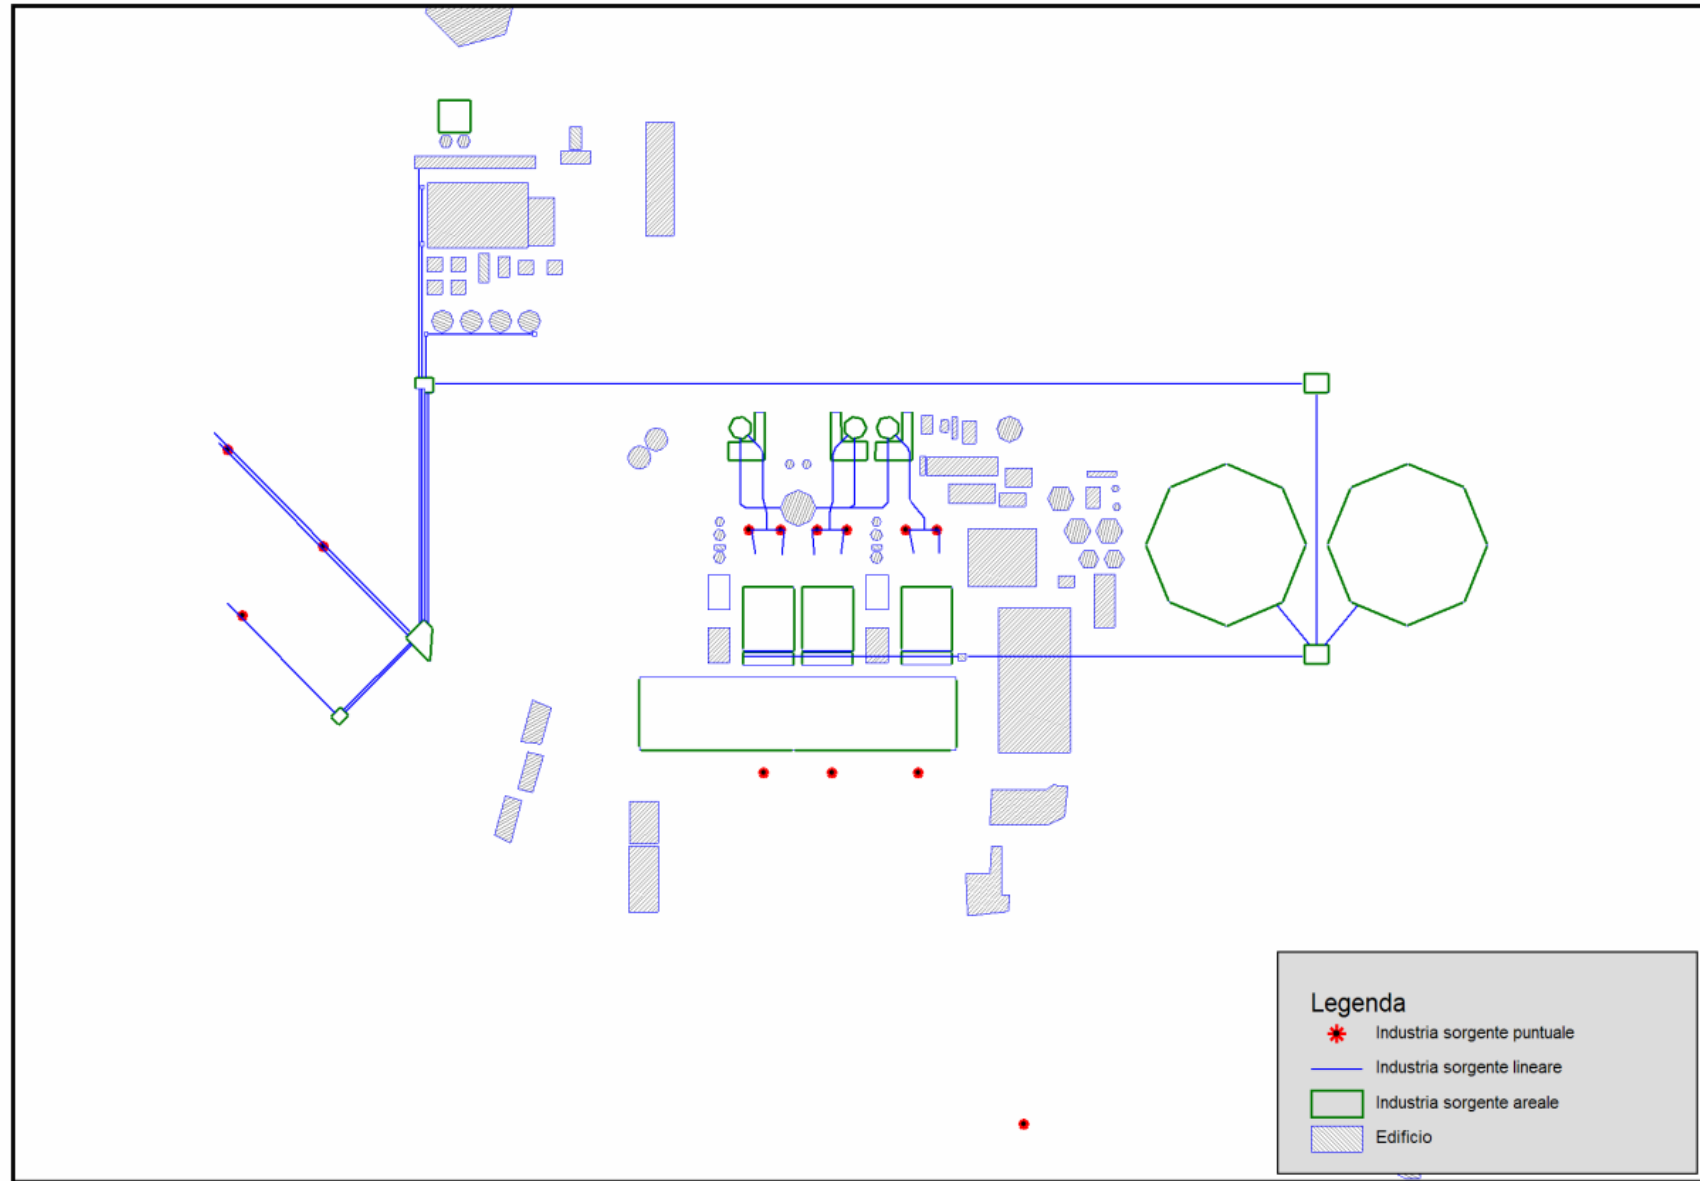 Legenda
Industria sorgente puntuale
Industria sorgente lineare
Industria sorgente areale
Edificio